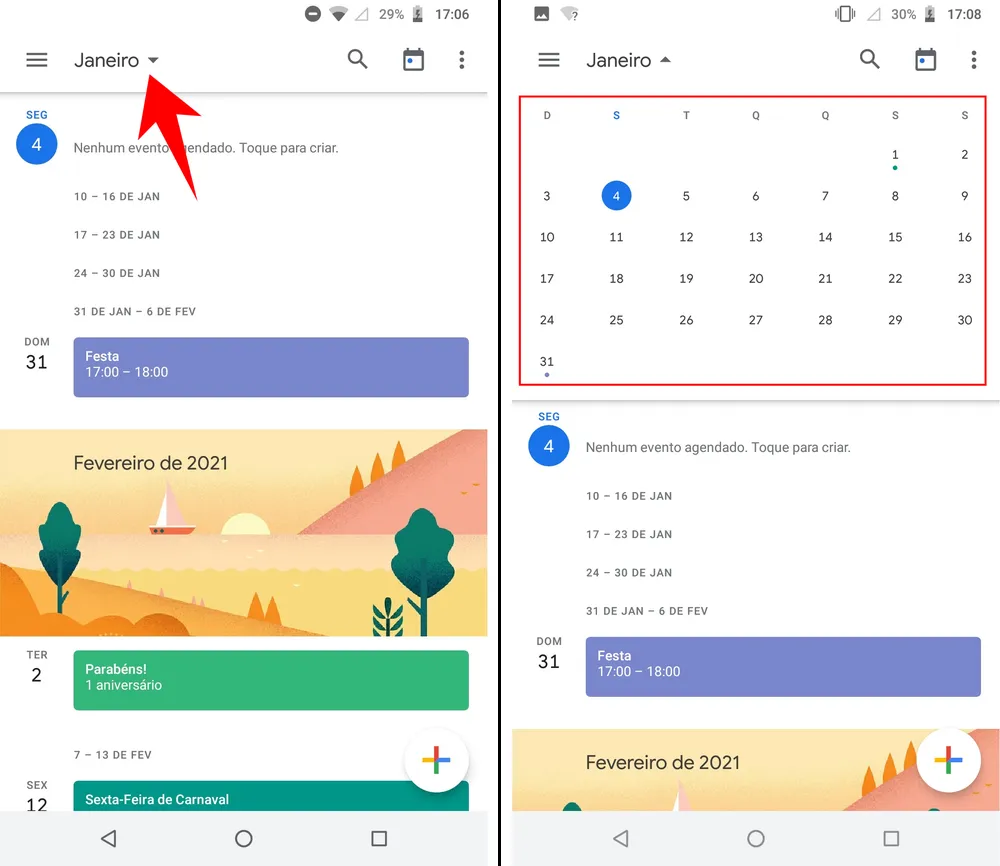 29% 17:06
Janeiro
SEG
4
Nenhum evento agendado. Toque para criar.
10 – 16 DE JAN
17 – 23 DE JAN
24 – 30 DE JAN
31 DE JAN – 6 DE FEV
DOM
31
Festa
17:00 – 18:00
Fevereiro de 2021
TER
2
Parabéns!
1 aniversário
7 – 13 DE FEV
SEX
12
Sexta-Feira de Carnaval
? 30% 17:08
Janeiro
D S T Q Q S S
1 2
3 4 5 6 7 8 9
10 11 12 13 14 15 16
17 18 19 20 21 22 23
24 25 26 27 28 29 30
31
SEG
4
Nenhum evento agendado. Toque para criar.
10 – 16 DE JAN
17 – 23 DE JAN
24 – 30 DE JAN
31 DE JAN – 6 DE FEV
DOM
31
Festa
17:00 – 18:00
Fevereiro de 2021